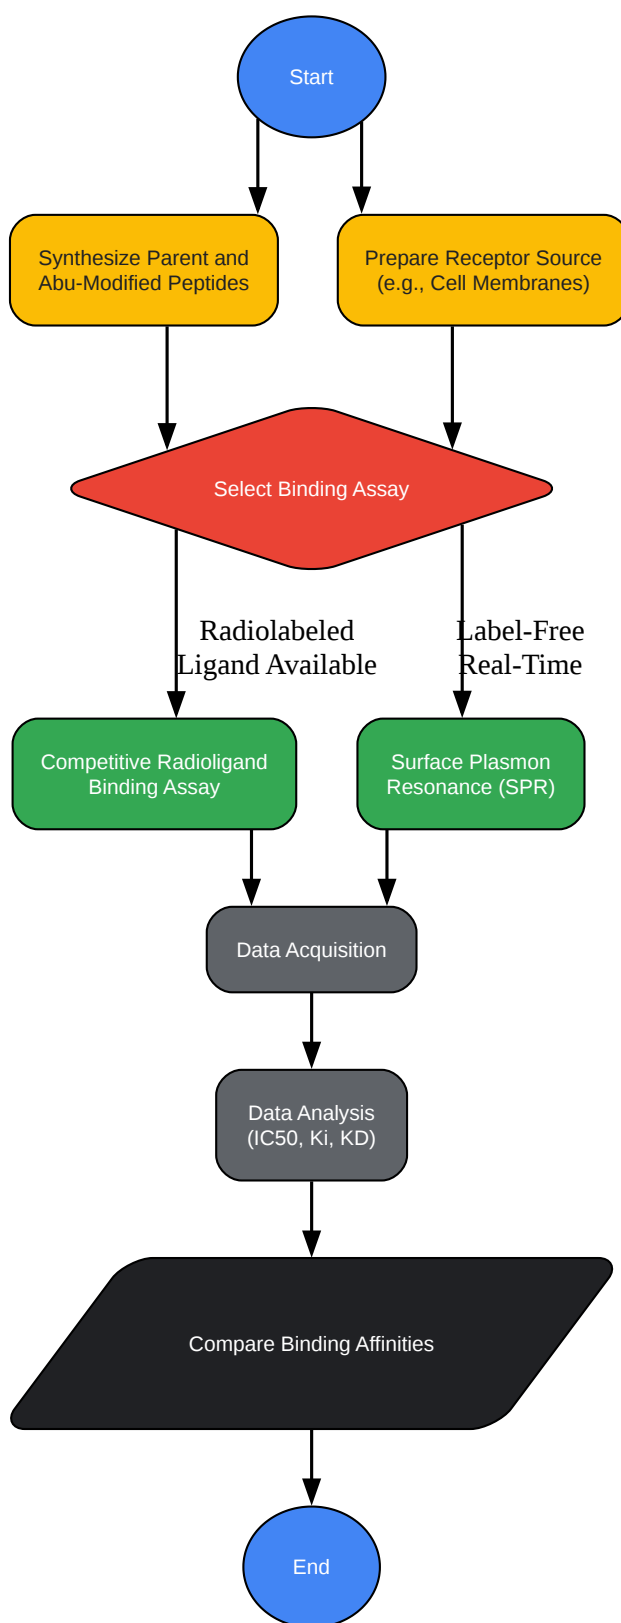 Start
Synthesize Parent and
Abu-Modified Peptides
Prepare Receptor Source
(e.g., Cell Membranes)
Select Binding Assay
Radiolabeled
Ligand Available
Label-Free
Real-Time
Competitive Radioligand
Binding Assay
Surface Plasmon
Resonance (SPR)
Data Acquisition
Data Analysis
(IC50, Ki, KD)
Compare Binding Affinities
End